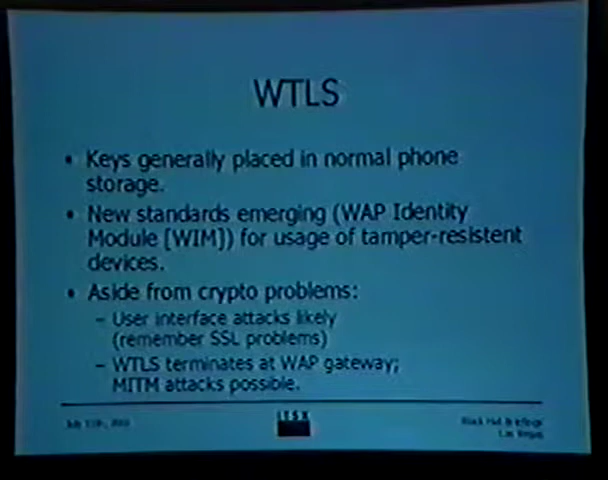 WTLS
• Keys generally placed in normal phone
storage.
• New standards emerging (WAP Identity
Module [WIM]) for usage of tamper-resistent
devices.
• Aside from crypto problems:
– User interface attacks likely
(remember SSL problems)
– WTLS terminates at WAP gateway;
MITM attacks possible.
ITSX
Black Hat Briefings
Las Vegas